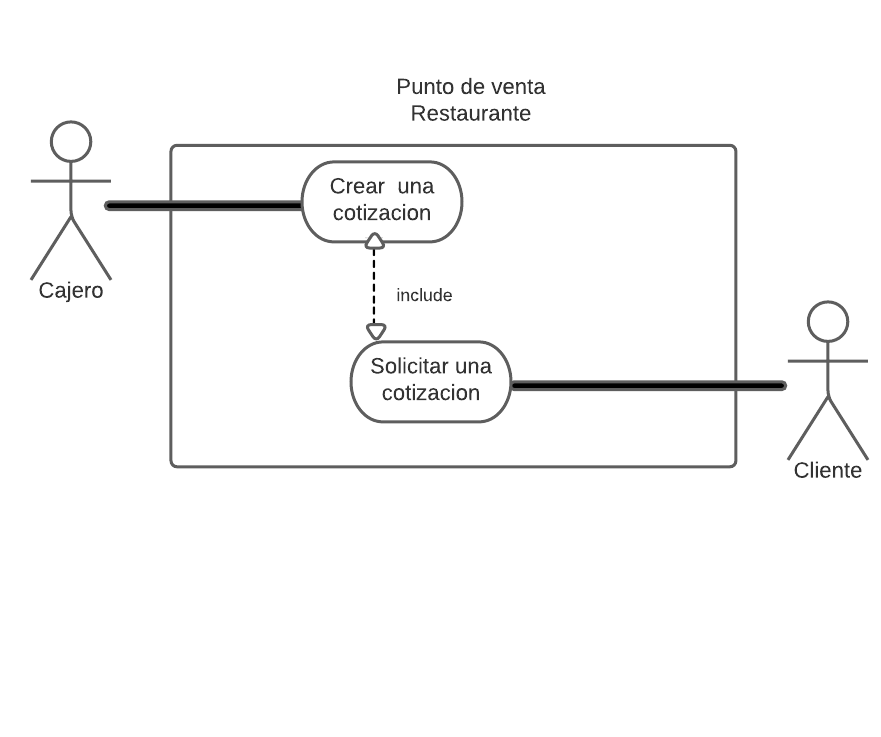 Punto de venta
Restaurante
Crear una
cotizacion
Cajero
include
Solicitar una
cotizacion
Cliente